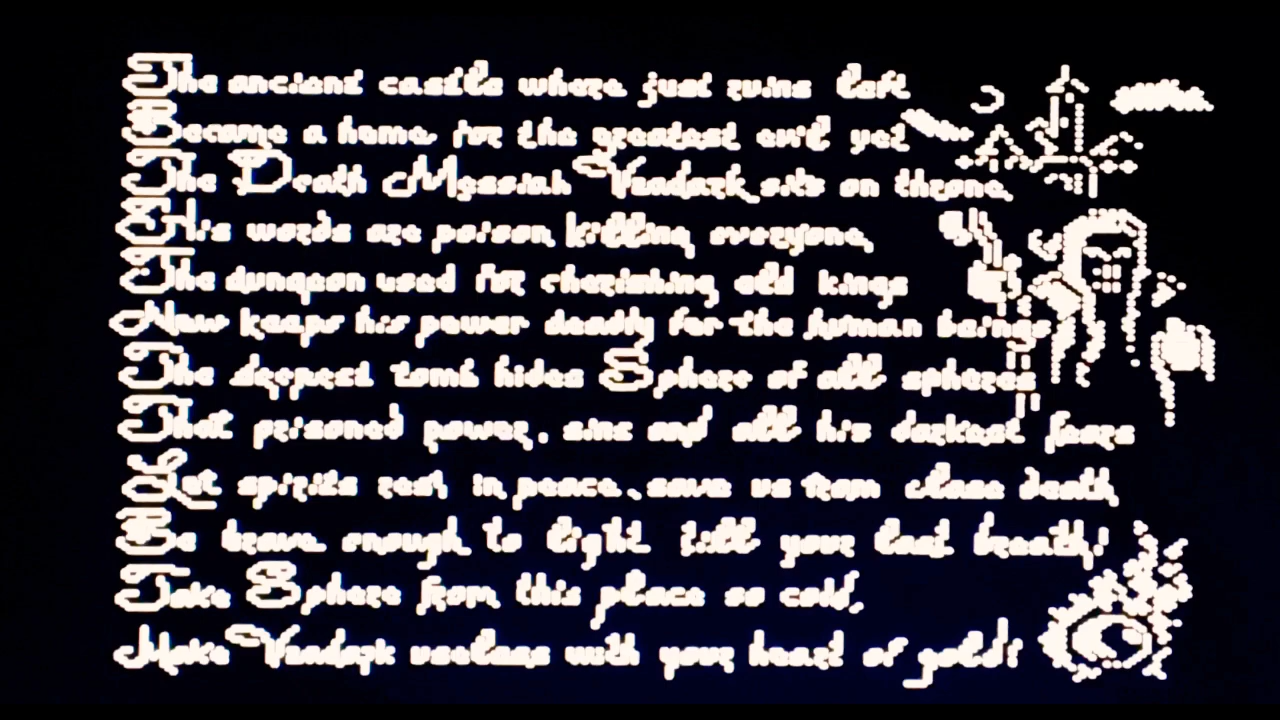 The ancient castle where just ruins left
Became a home for the greatest evil yet
The Death Messiah Vendark sits on throne,
His words are poison, killing everyone,
The dungeon used for cherishing old kings
Now keeps his power deadly for the human beings
The deepest tomb hides Sphere of all spheres
That prisoned power, sins and all his darkest fears
Let spirits rest in peace, save us from close death,
Be brave enough to fight till your last breath!
Take Sphere from this place so cold,
Make Vendark useless with your heart of gold!